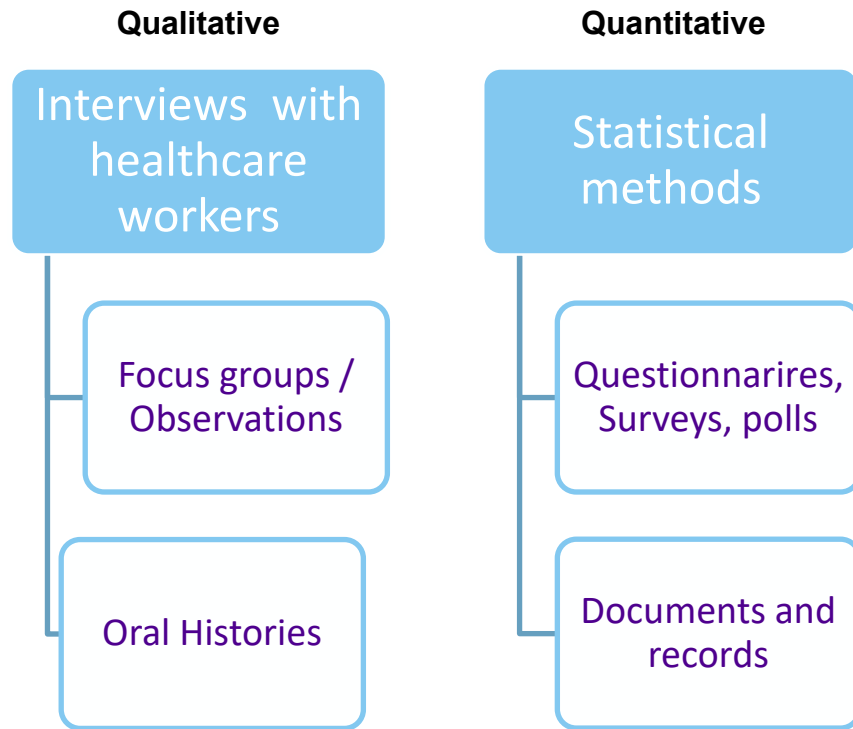 Qualitative
Interviews with
healthcare
workers
Focus groups /
Observations
Oral Histories
Quantitative
Statistical
methods
Questionnarires,
Surveys, polls
Documents and
records